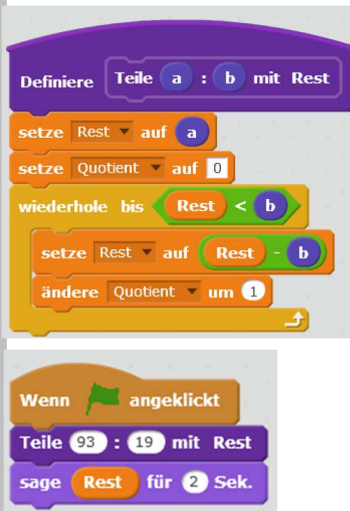 Definiere Teile a : b mit Rest
setze Rest auf a
setze Quotient auf 0
wiederhole bis Rest < b
setze Rest auf Rest - b
ändere Quotient um 1
Wenn angeklickt
Teile 93 : 19 mit Rest
sage Rest für 2 Sek.